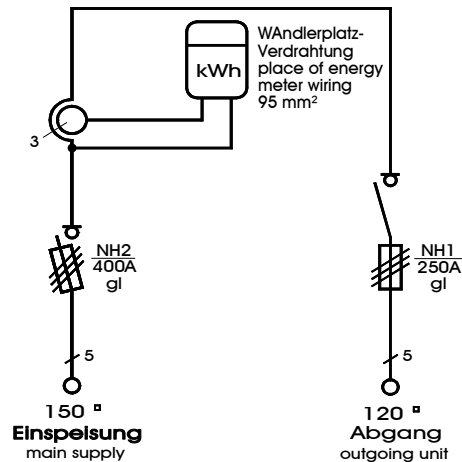 WAndlerplatz-
Verdrahtung
place of energy
meter wiring
95 mm²
kWh
3
NH2
400A
gl
NH1
250A
gl
5
5
150 ¤
Einspeisung
main supply
120 ¤
Abgang
outgoing unit